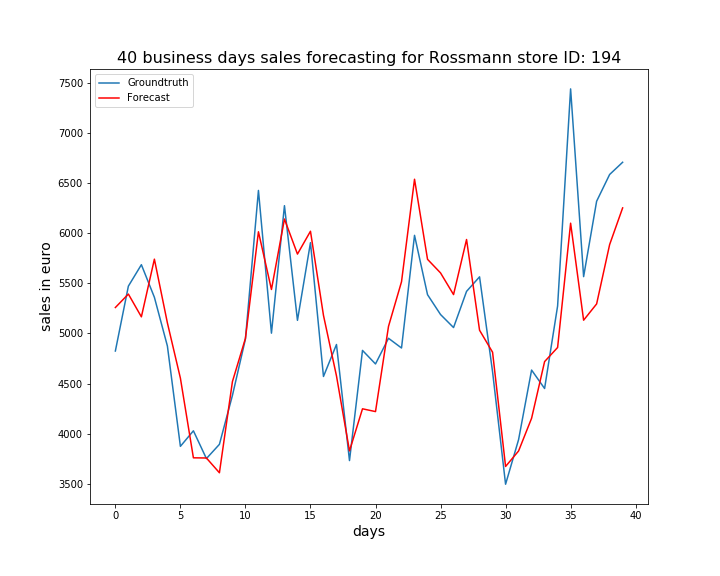 40 business days sales forecasting for Rossmann store ID: 194
Groundtruth
Forecast
sales in euro
7500
7000
6500
6000
5500
5000
4500
4000
3500
0 5 10 15 20 25 30 35 40
days